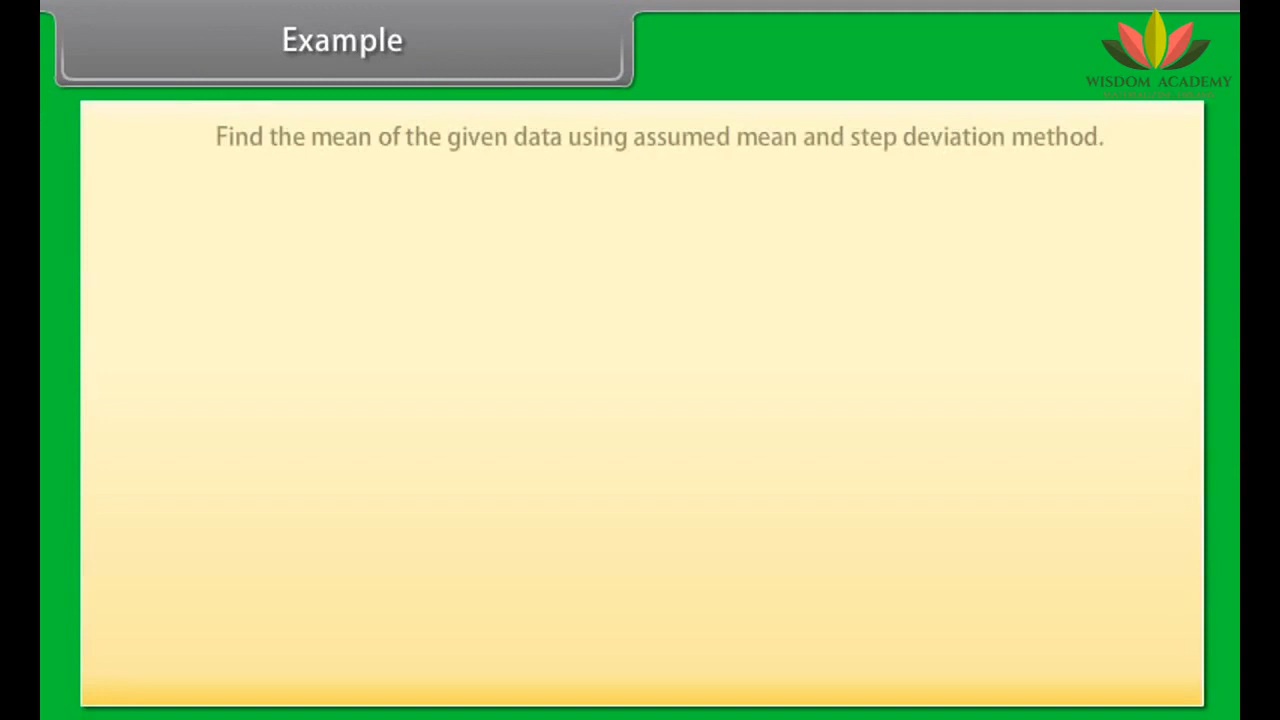 Example
WISDOM ACADEMY
Find the mean of the given data using assumed mean and step deviation method.